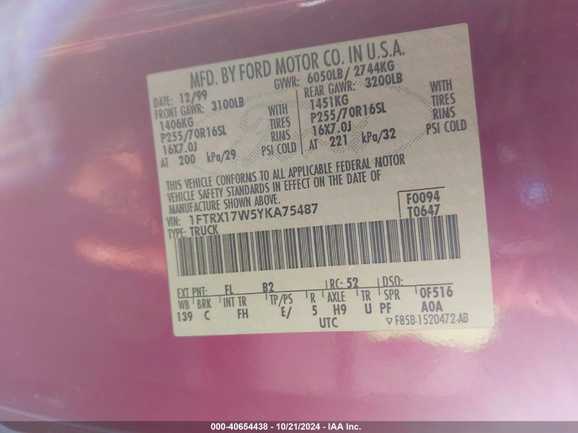 MFD. BY FORD MOTOR CO. IN U.S.A.
DATE: 12/99 GVWR: 6050LB/ 2744KG
FRONT GAWR: 3100LB REAR GAWR: 3200LB
1406KG WITH 1451KG WITH
P255/70R16SL TIRES P255/70R16SL TIRES
16X7.0J RIMS 16X7.0J RIMS
AT 200 kPa/29 PSI COLD AT 221 kPa/32 PSI COLD
THIS VEHICLE CONFORMS TO ALL APPLICABLE FEDERAL MOTOR
VEHICLE SAFETY STANDARDS IN EFFECT ON THE DATE OF
MANUFACTURE SHOWN ABOVE.
VIN: 1FTRX17W5YKA75487 F0094
TYPE: TRUCK T0647
EXT PNT: FL B2 RC: 52 DSO:
WB BRK INT TR TP/PS R AXLE TR SPR 0F516
139 C FH E/ 5 H9 U PF A0A
UTC F85B-1520472-AB
#40-40654438 - 10/21/2024 - IAA Inc.